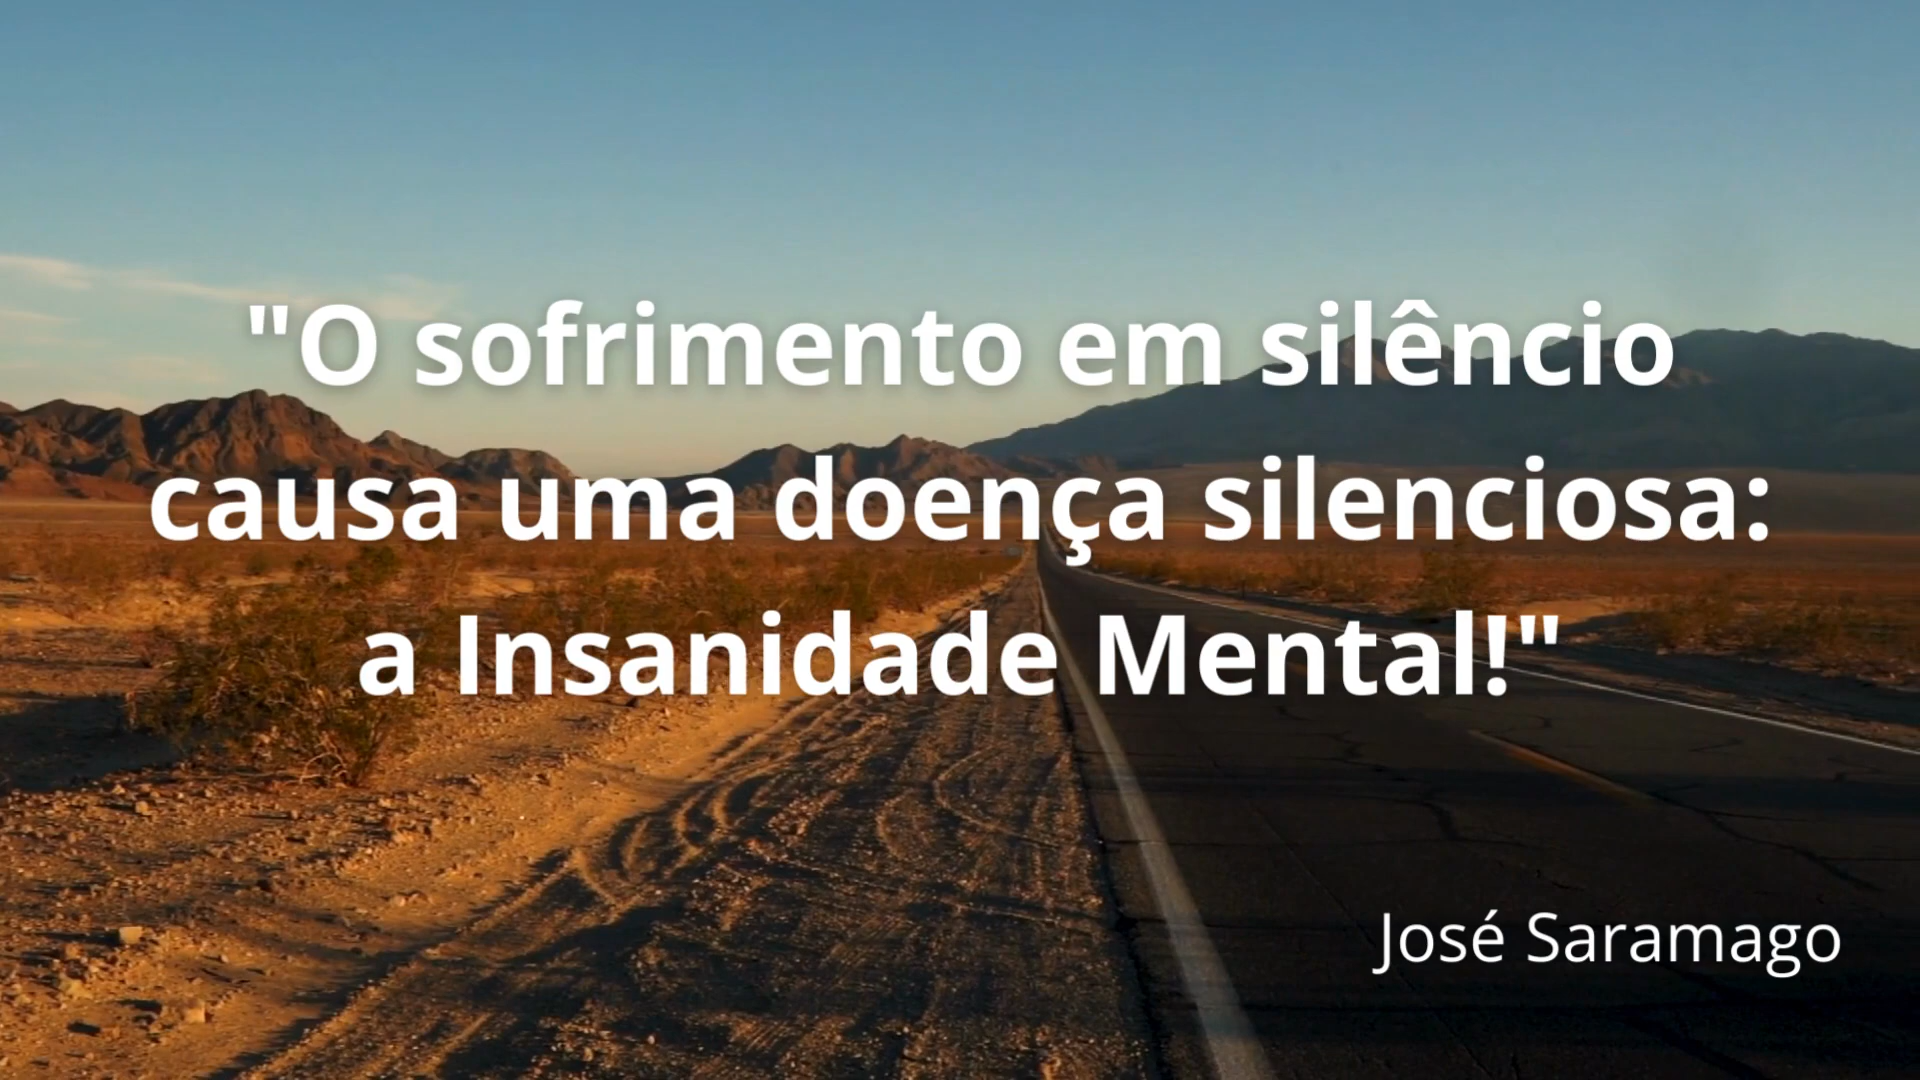 "O sofrimento em silêncio
causa uma doença silenciosa:
a Insanidade Mental!"
José Saramago